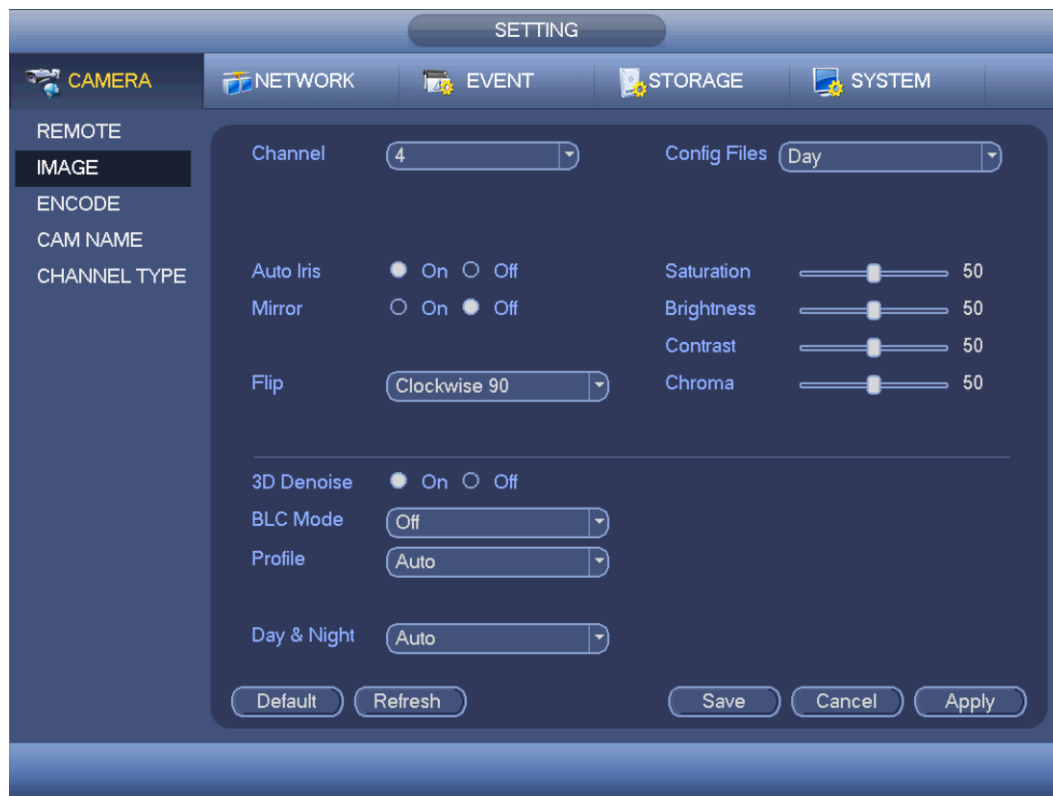 SETTING
CAMERA NETWORK EVENT STORAGE SYSTEM
REMOTE
IMAGE
ENCODE
CAM NAME
CHANNEL TYPE
Channel 4 Config Files Day
Auto Iris On Off Saturation 50
Mirror On Off Brightness 50
Contrast 50
Flip Clockwise 90 Chroma 50
3D Denoise On Off
BLC Mode Off
Profile Auto
Day & Night Auto
Default Refresh Save Cancel Apply